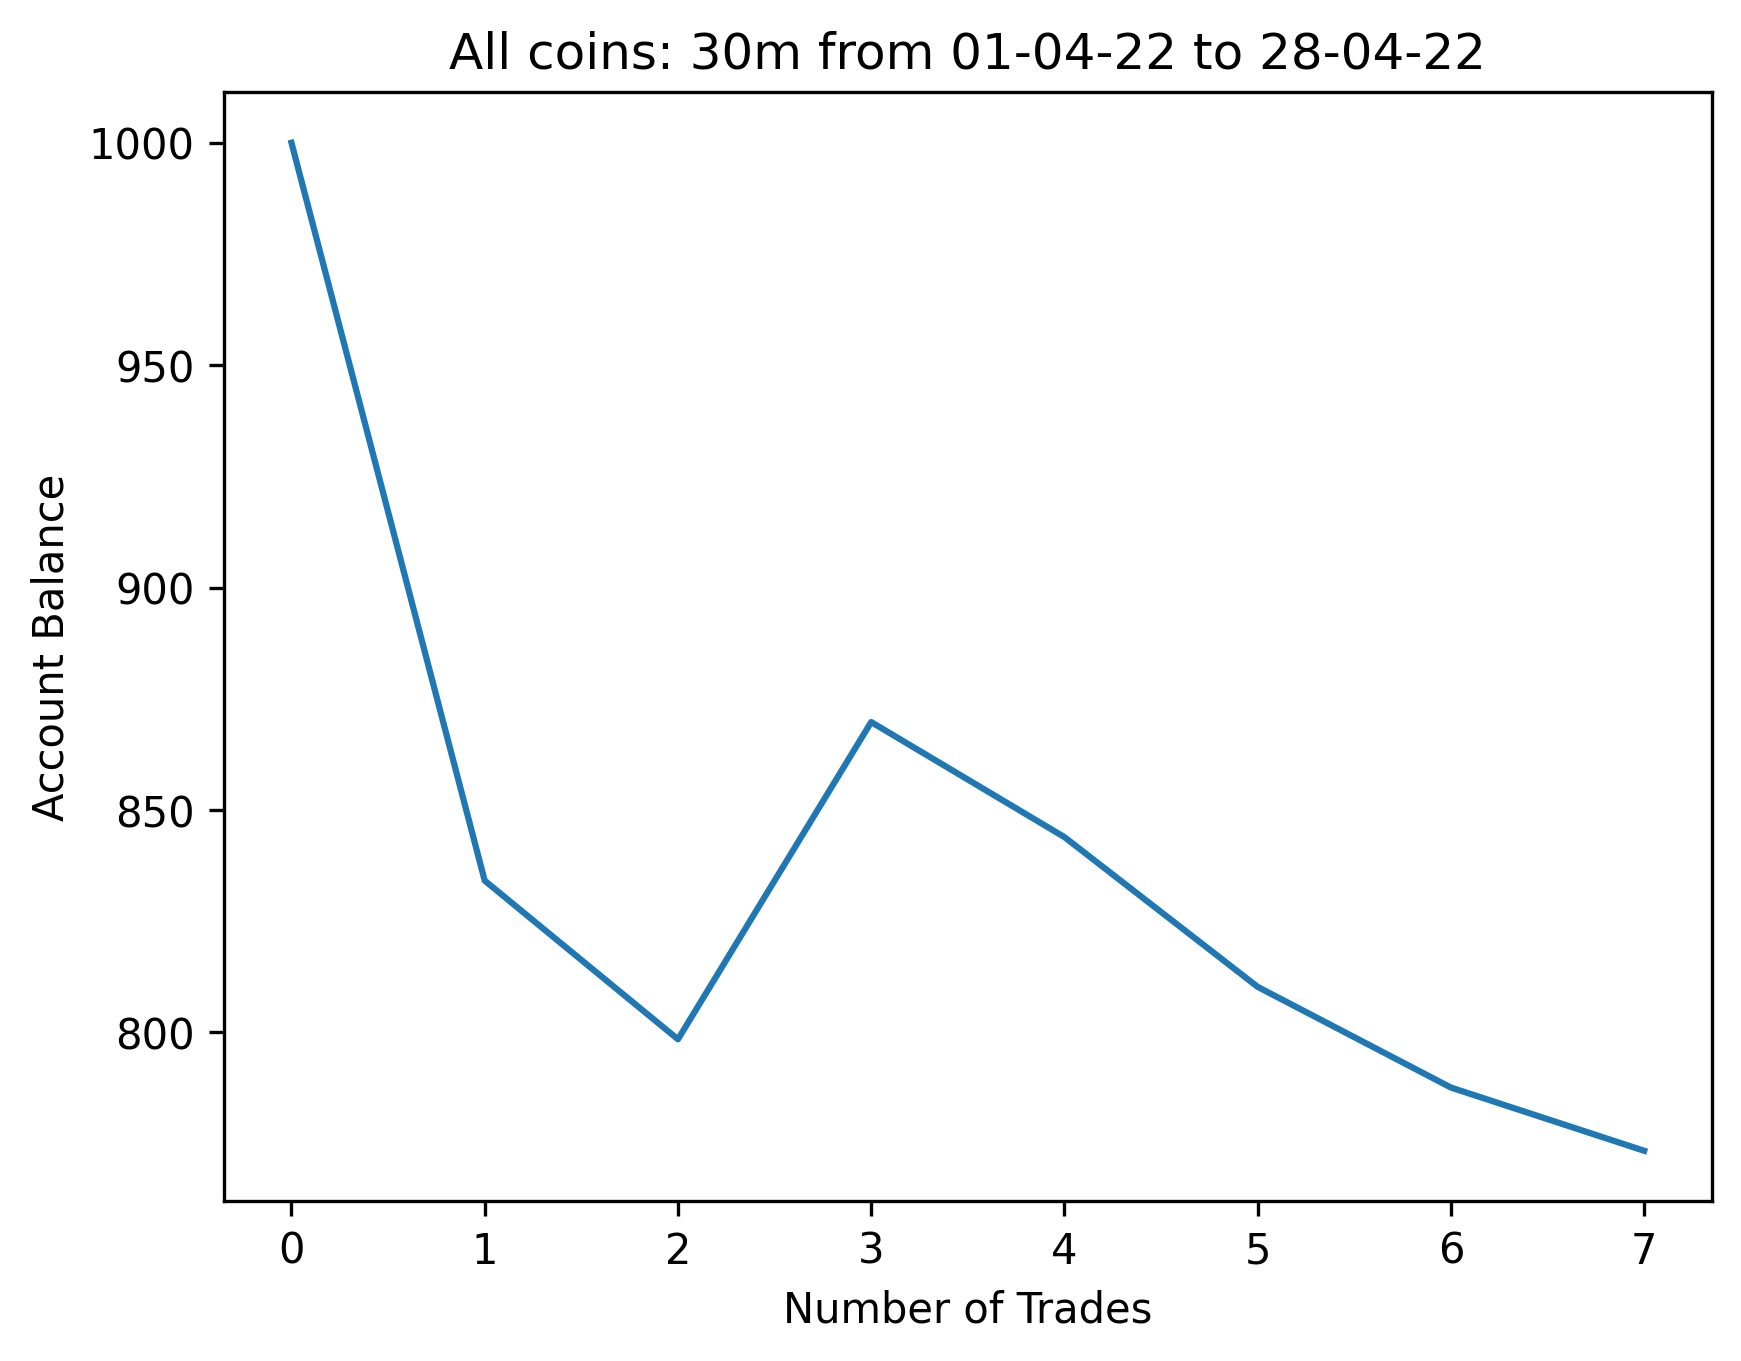 All coins: 30m from 01-04-22 to 28-04-22
1000
950
900
850
800
Account Balance
0 1 2 3 4 5 6 7
Number of Trades